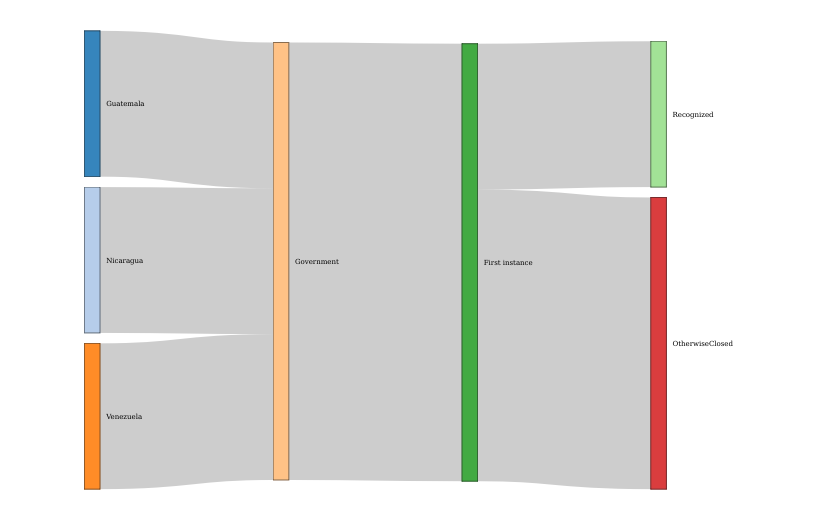 Guatemala
Nicaragua
Venezuela
Government
First instance
Recognized
OtherwiseClosed